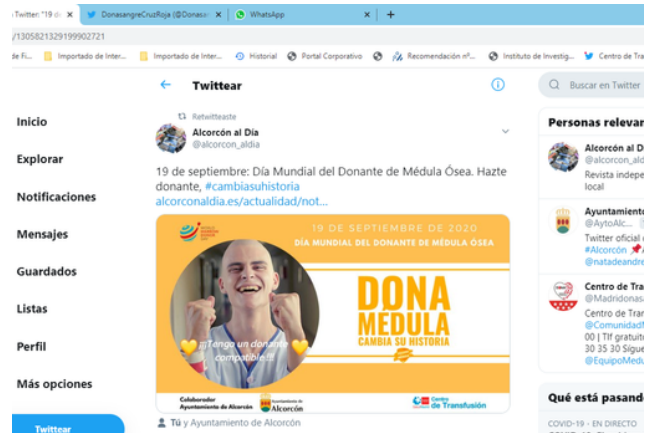 Twitter: "19 d
DonasangreCruzRoja (@Donasan
WhatsApp
/1305821329199902721
de Fi...
Importado de Inter...
Importado de Inter...
Historial
Portal Corporativo
Recomendación nº...
Instituto de Investig...
Centro de Tra
Inicio
Explorar
Notificaciones
Mensajes
Guardados
Listas
Perfil
Más opciones
Twittear
Twittear
Retwitteaste
Alcorcón al Día
@alcorcon_aldia
19 de septiembre: Día Mundial del Donante de Médula Ósea. Hazte
donante, #cambiasuhistoria
alcorconaldia.es/actualidad/not...
19 DE SEPTIEMBRE DE 2020
DÍA MUNDIAL DEL DONANTE DE MÉDULA ÓSEA
DONA
MÉDULA
CAMBIA SU HISTORIA
¡¡¡Tengo un donante
compatible!!!
Colaborador
Ayuntamiento de Alcorcón
Ayuntamiento de
Alcorcón
Centro
de Transfusión
Tú y Ayuntamiento de Alcorcón
Buscar en Twitter
Personas relevan
Alcorcón al D
@alcorcon_ald
Revista indepe
local
Ayuntamiento
@AytoAlc...
Twitter oficial
#Alcorcón
@natadeandre
Centro de Tra
@Madridonas
Centro de Tran
@ComunidadM
00 | Tlf gratuito
30 35 30 Sígue
@EquipoMedu
Qué está pasando
COVID-19 · EN DIRECTO